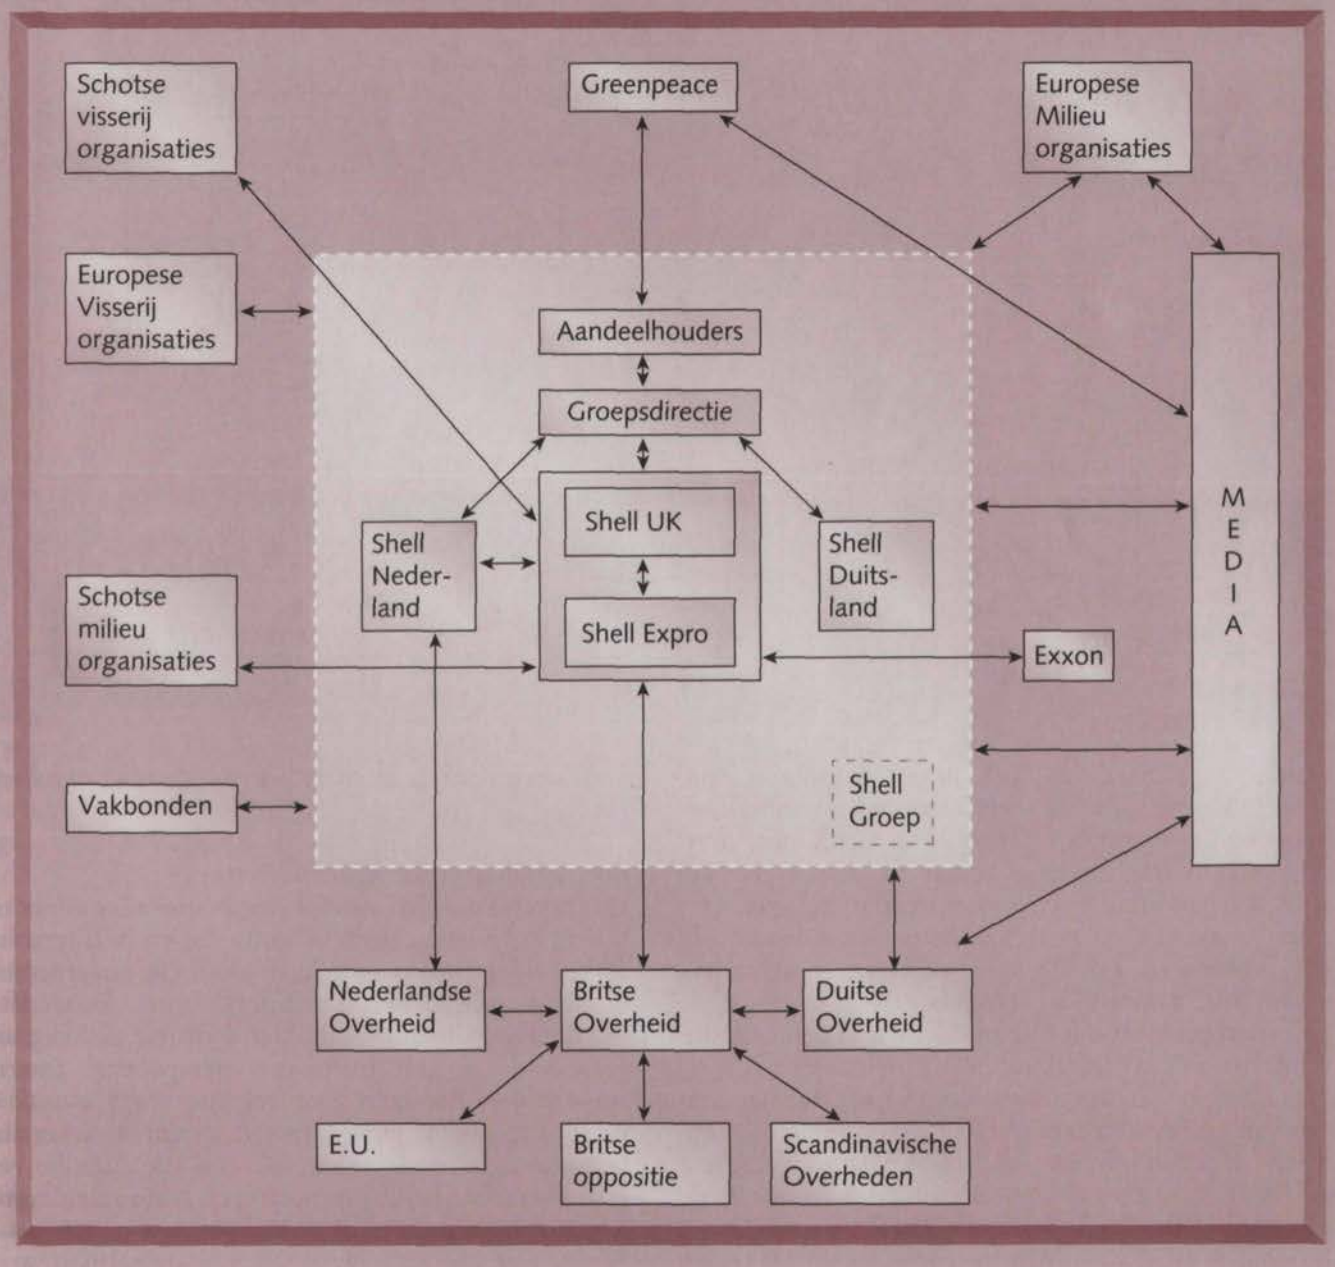 Schotse
visserij
organisaties
Greenpeace
Europese
Milieu
organisaties
Europese
Visserij
organisaties
Aandeelhouders
Groepsdirectie
Shell UK
Shell
Neder-
land
Shell
Duits-
land
Shell Expro
Schotse
milieu
organisaties
Exxon
M
E
D
I
A
Shell
Groep
Vakbonden
Nederlandse
Overheid
Britse
Overheid
Duitse
Overheid
E.U.
Britse
oppositie
Scandinavische
Overheden